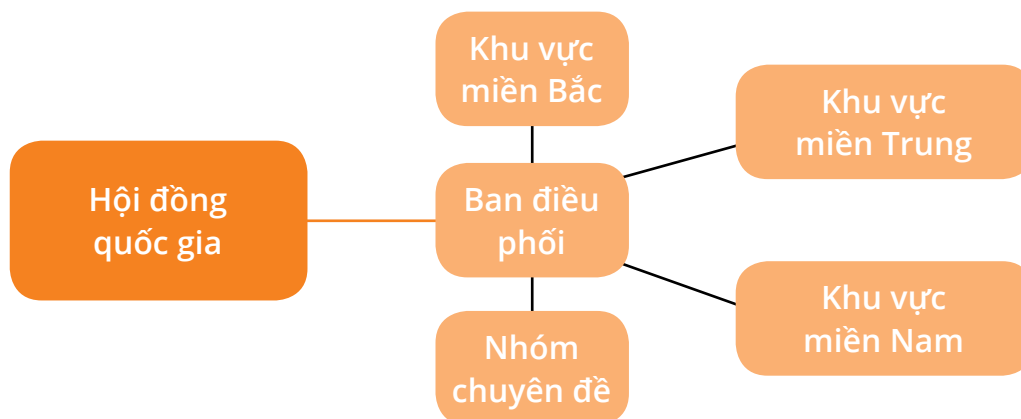 Khu vực
miền Bắc
Khu vực
miền Trung
Hội đồng
quốc gia
Ban điều
phối
Khu vực
miền Nam
Nhóm
chuyên đề